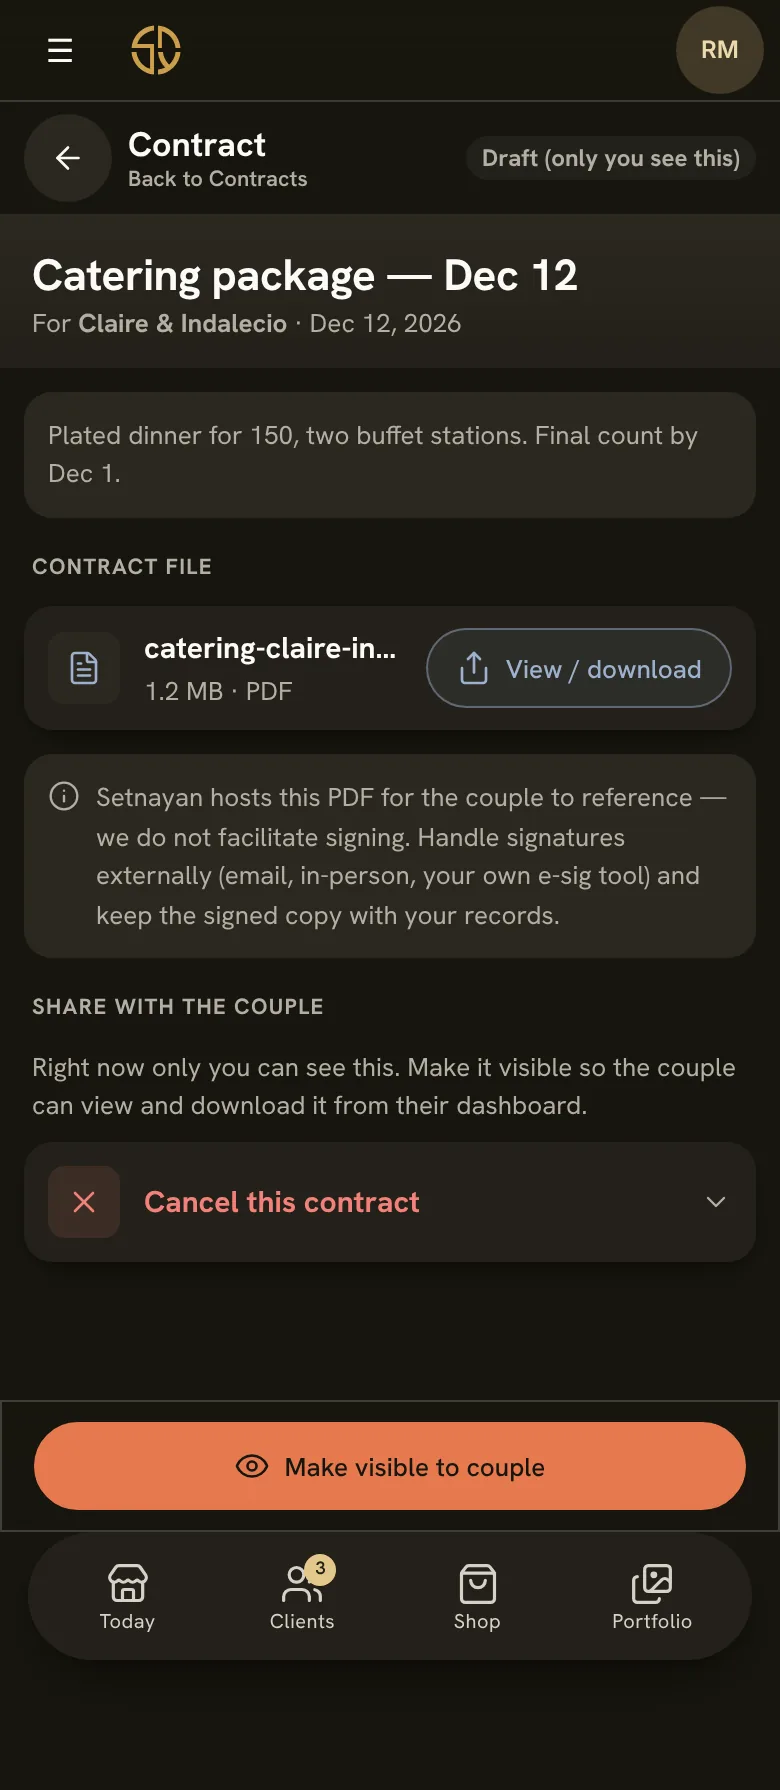 RM
Contract
Back to Contracts
Draft (only you see this)
Catering package — Dec 12
For Claire & Indalecio · Dec 12, 2026
Plated dinner for 150, two buffet stations. Final count by
Dec 1.
CONTRACT FILE
catering-claire-in...
1.2 MB · PDF
View / download
Setnayan hosts this PDF for the couple to reference —
we do not facilitate signing. Handle signatures
externally (email, in-person, your own e-sig tool) and
keep the signed copy with your records.
SHARE WITH THE COUPLE
Right now only you can see this. Make it visible so the couple
can view and download it from their dashboard.
Cancel this contract
Make visible to couple
3
Today
Clients
Shop
Portfolio